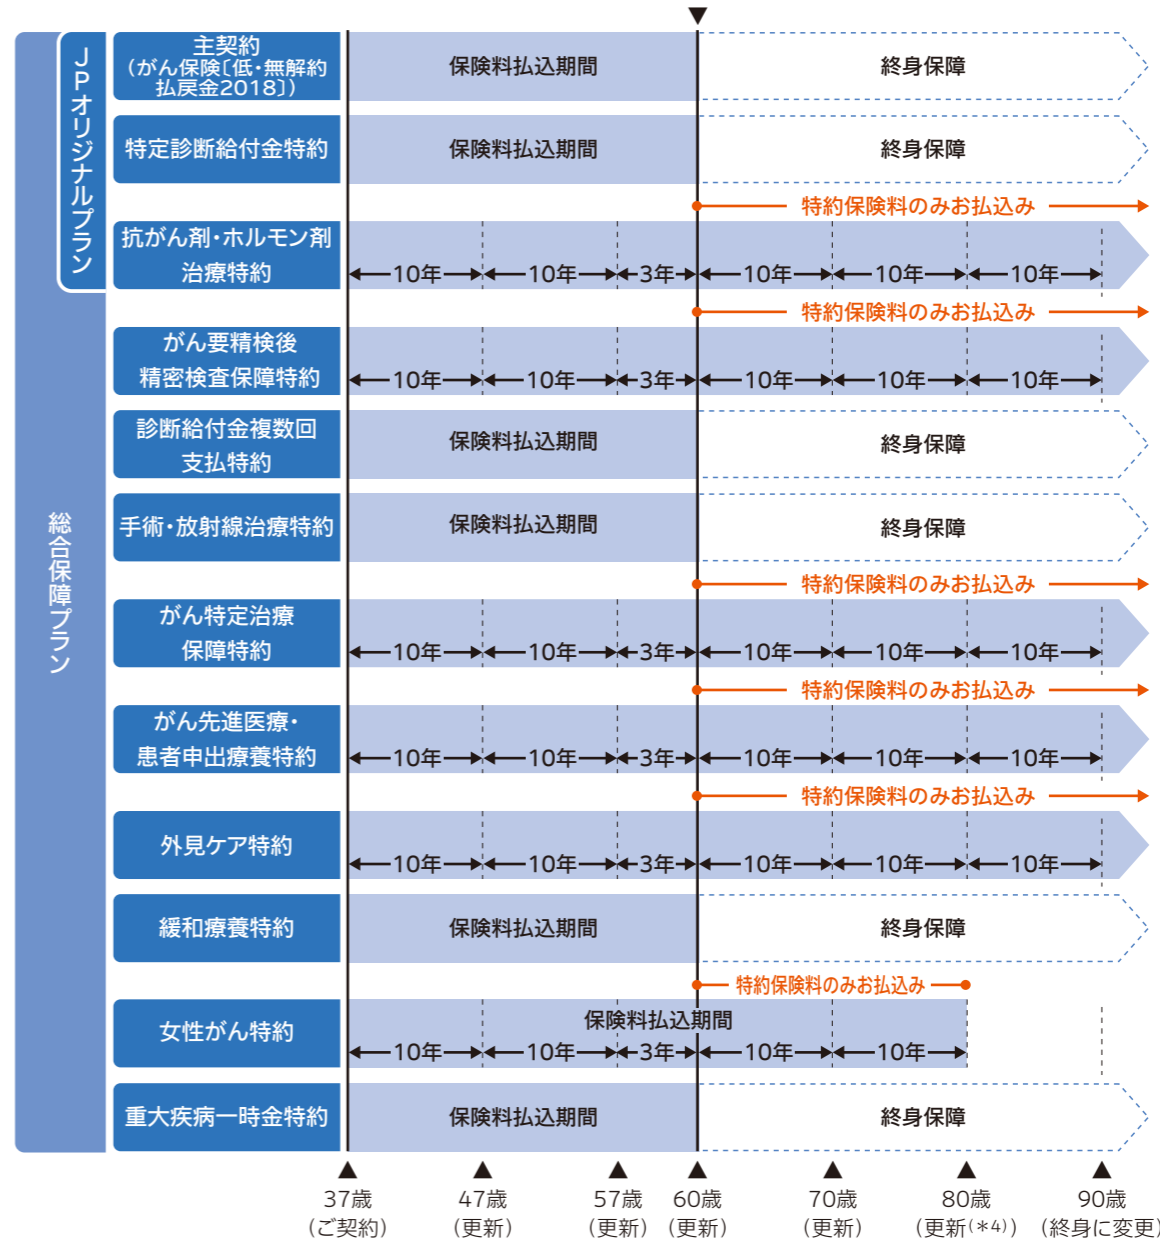 JPオリジナルプラン
総合保障プラン
主契約
(がん保険〔低・無解約
払戻金2018〕)
保険料払込期間
終身保障
特定診断給付金特約
保険料払込期間
終身保障
特約保険料のみお払込み
抗がん剤・ホルモン剤
治療特約
10年 10年 3年 10年 10年 10年
特約保険料のみお払込み
がん要精検後
精密検査保障特約
10年 10年 3年 10年 10年 10年
診断給付金複数回
支払特約
保険料払込期間
終身保障
手術・放射線治療特約
保険料払込期間
終身保障
特約保険料のみお払込み
がん特定治療
保障特約
10年 10年 3年 10年 10年 10年
特約保険料のみお払込み
がん先進医療・
患者申出療養特約
10年 10年 3年 10年 10年 10年
特約保険料のみお払込み
外見ケア特約
10年 10年 3年 10年 10年 10年
緩和療養特約
保険料払込期間
終身保障
特約保険料のみお払込み
女性がん特約
保険料払込期間
10年 10年 3年 10年 10年
重大疾病一時金特約
保険料払込期間
終身保障
37歳 47歳 57歳 60歳 70歳 80歳 90歳
(ご契約) (更新) (更新) (更新) (更新) (更新(*4)) (終身に変更)